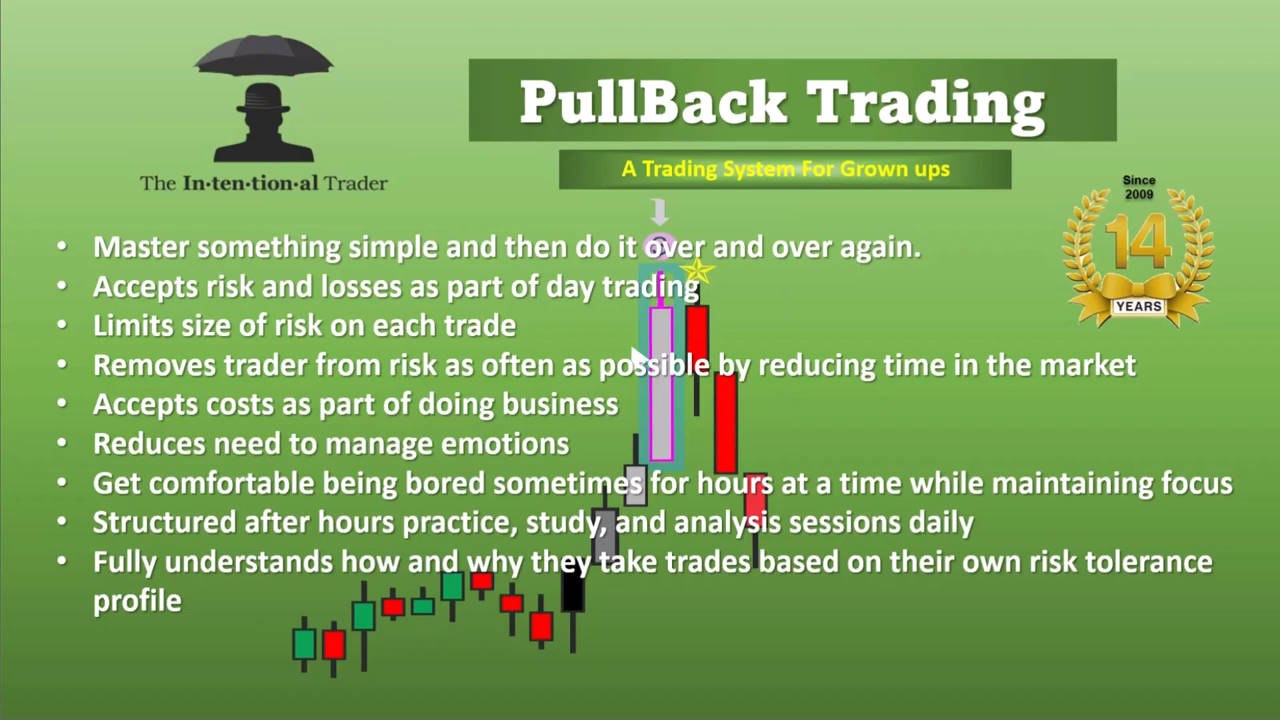 PullBack Trading
A Trading System For Grown ups
The In·ten·tion·al Trader
Since
2009
14
YEARS
• Master something simple and then do it over and over again.
• Accepts risk and losses as part of day trading
• Limits size of risk on each trade
• Removes trader from risk as often as possible by reducing time in the market
• Accepts costs as part of doing business
• Reduces need to manage emotions
• Get comfortable being bored sometimes for hours at a time while maintaining focus
• Structured after hours practice, study, and analysis sessions daily
• Fully understands how and why they take trades based on their own risk tolerance
profile